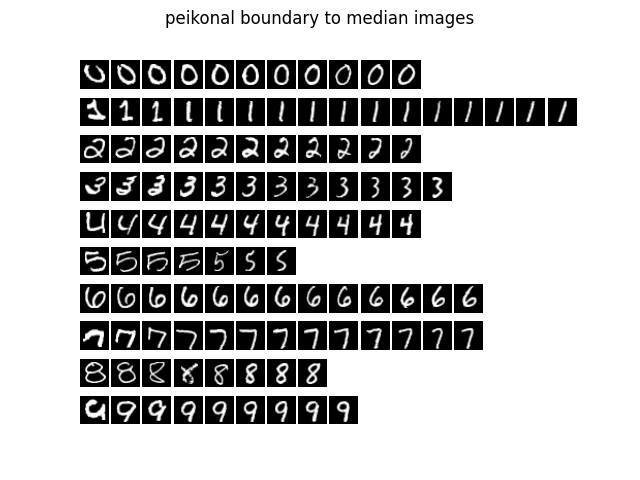 peikonal boundary to median images
0 0 0 0 0 0 0 0 0 0 0
1 1 1 1 1 1 1 1 1 1 1 1 1 1 1 1
2 2 2 2 2 2 2 2 2 2 2
3 3 3 3 3 3 3 3 3 3 3 3
4 4 4 4 4 4 4 4 4 4 4
5 5 5 5 5 5 5
6 6 6 6 6 6 6 6 6 6 6 6 6
7 7 7 7 7 7 7 7 7 7 7 7 7
8 8 8 8 8 8 8 8
9 9 9 9 9 9 9 9 9